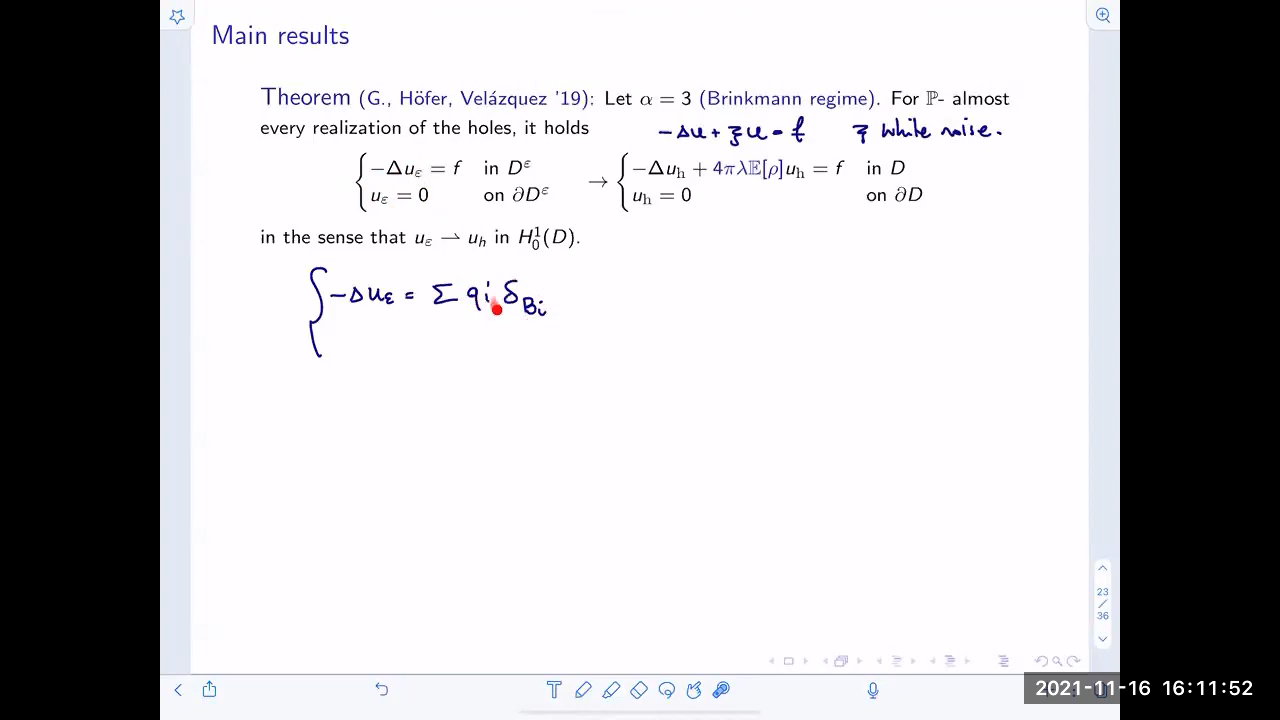 Main results
Theorem (G., Höfer, Velázquez '19): Let α = 3 (Brinkmann regime). For ℙ- almost
every realization of the holes, it holds
-Δu + ξu = f ξ white noise.
{ -Δu_ε = f in D^ε → { -Δu_h + 4πλ𝔼[ρ]u_h = f in D
u_ε = 0 on ∂D^ε u_h = 0 on ∂D
in the sense that u_ε ⇀ u_h in H^1_0(D).
{ -Δu_ε = Σ q_i δ_{B_i}
23
/
36
2021-11-16 16:11:52